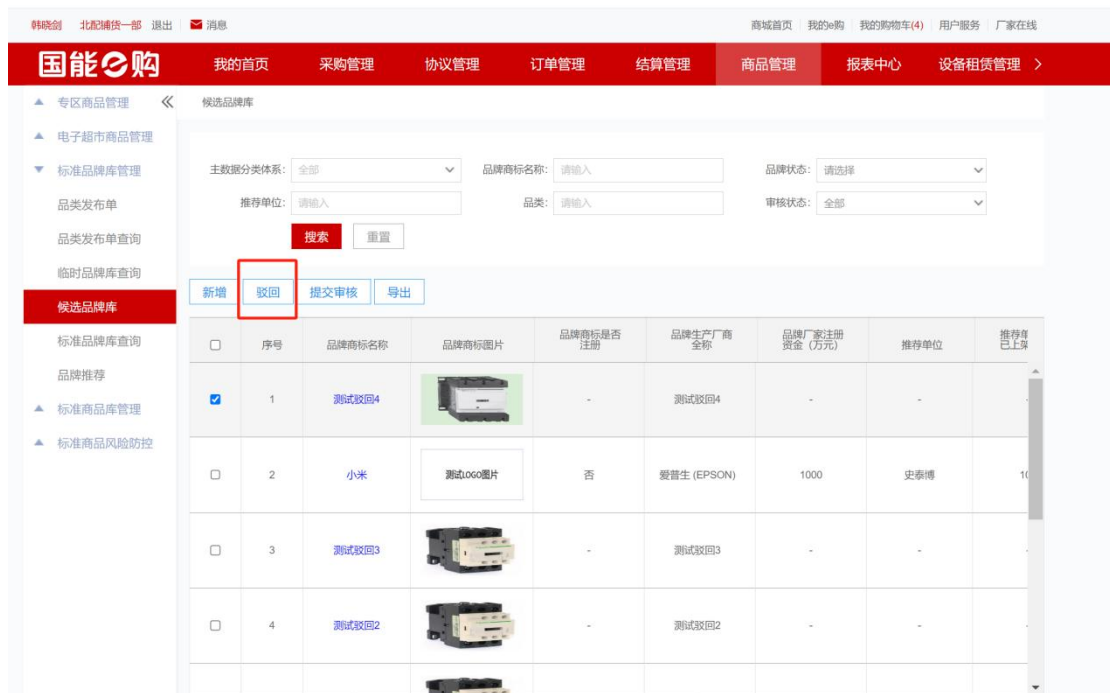 韩晓剑 北配铺货一部 退出 消息 商城首页 我的e购 我的购物车(4) 用户服务 厂家在线
国能e购 我的首页 采购管理 协议管理 订单管理 结算管理 商品管理 报表中心 设备租赁管理
专区商品管理 候选品牌库
电子超市商品管理
标准品牌库管理 主数据分类体系: 全部 品牌商标名称: 请输入 品牌状态: 请选择
品类发布单 推荐单位: 请输入 品类: 请输入 审核状态: 全部
品类发布单查询 搜索 重置
临时品牌库查询
新增 驳回 提交审核 导出
候选品牌库
标准品牌库查询 序号 品牌商标名称 品牌商标图片 品牌商标是否注册 品牌生产厂商全称 品牌厂家注册资金 (万元) 推荐单位
品牌推荐
1 测试驳回4 - 测试驳回4 - -
标准商品库管理
标准商品风险防控
2 小米 测试LOGO图片 否 爱普生 (EPSON) 1000 史泰博
3 测试驳回3 - 测试驳回3 - -
4 测试驳回2 - 测试驳回2 - -